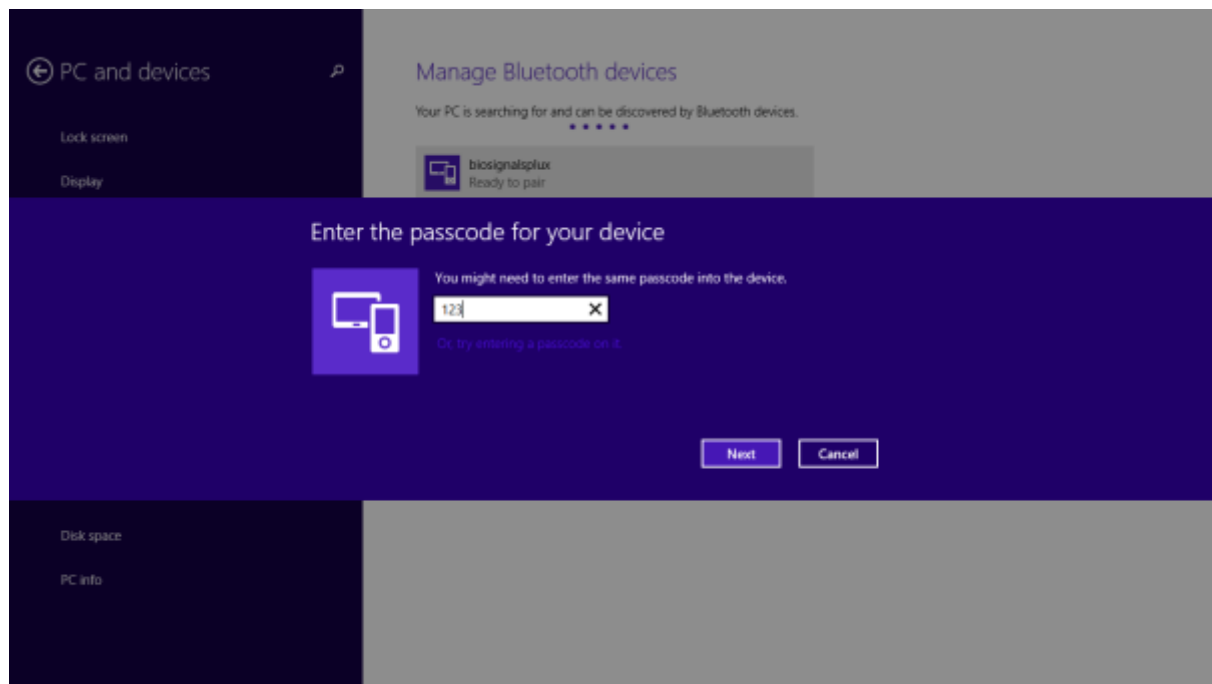 PC and devices
Lock screen
Display
Disk space
PC info
Manage Bluetooth devices
Your PC is searching for and can be discovered by Bluetooth devices.
biosignalsplux
Ready to pair
Enter the passcode for your device
You might need to enter the same passcode into the device.
123
Or, try entering a passcode on it.
Next
Cancel